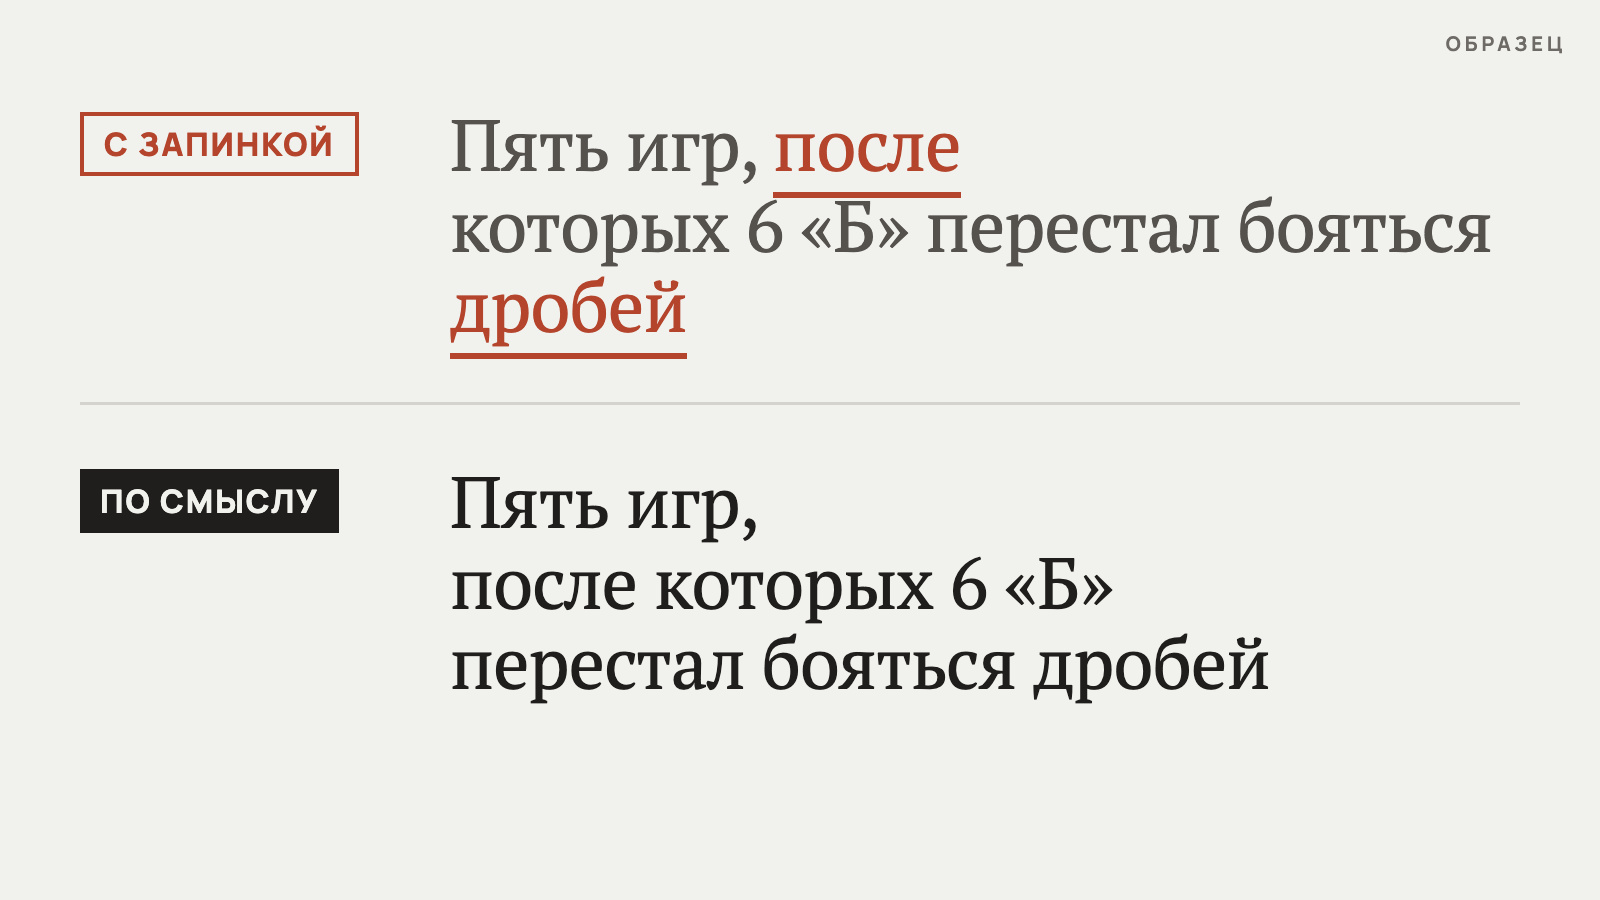 ОБРАЗЕЦ
С ЗАПИНКОЙ
Пять игр, после
которых 6 «Б» перестал бояться
дробей
ПО СМЫСЛУ
Пять игр,
после которых 6 «Б»
перестал бояться дробей